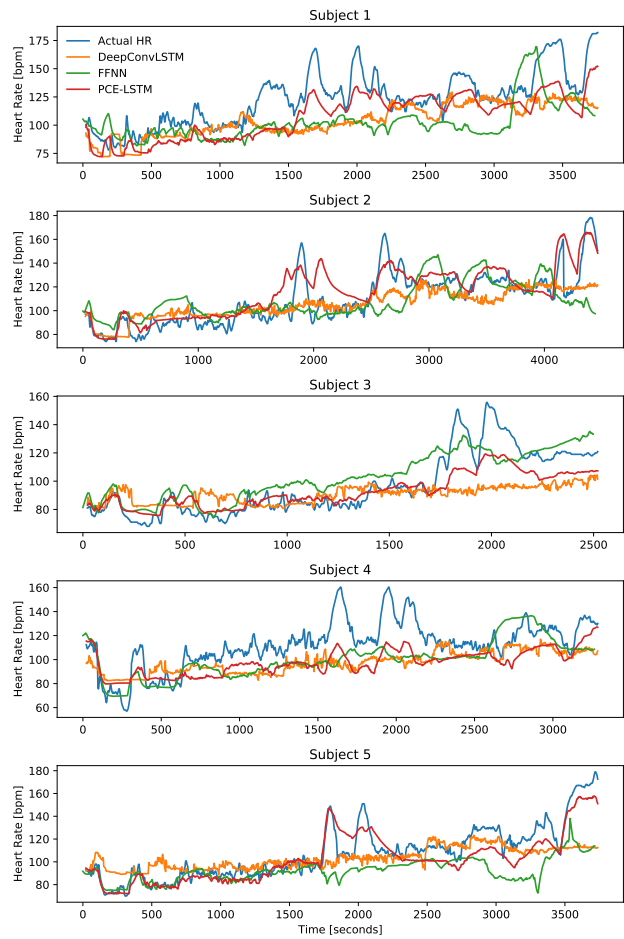 Subject 1
Heart Rate [bpm]
175
150
125
100
75
Actual HR
DeepConvLSTM
FFNN
PCE-LSTM
0 500 1000 1500 2000 2500 3000 3500
Subject 2
Heart Rate [bpm]
180
160
140
120
100
80
0 1000 2000 3000 4000
Subject 3
Heart Rate [bpm]
160
140
120
100
80
0 500 1000 1500 2000 2500
Subject 4
Heart Rate [bpm]
160
140
120
100
80
60
0 500 1000 1500 2000 2500 3000
Subject 5
Heart Rate [bpm]
180
160
140
120
100
80
0 500 1000 1500 2000 2500 3000 3500
Time [seconds]